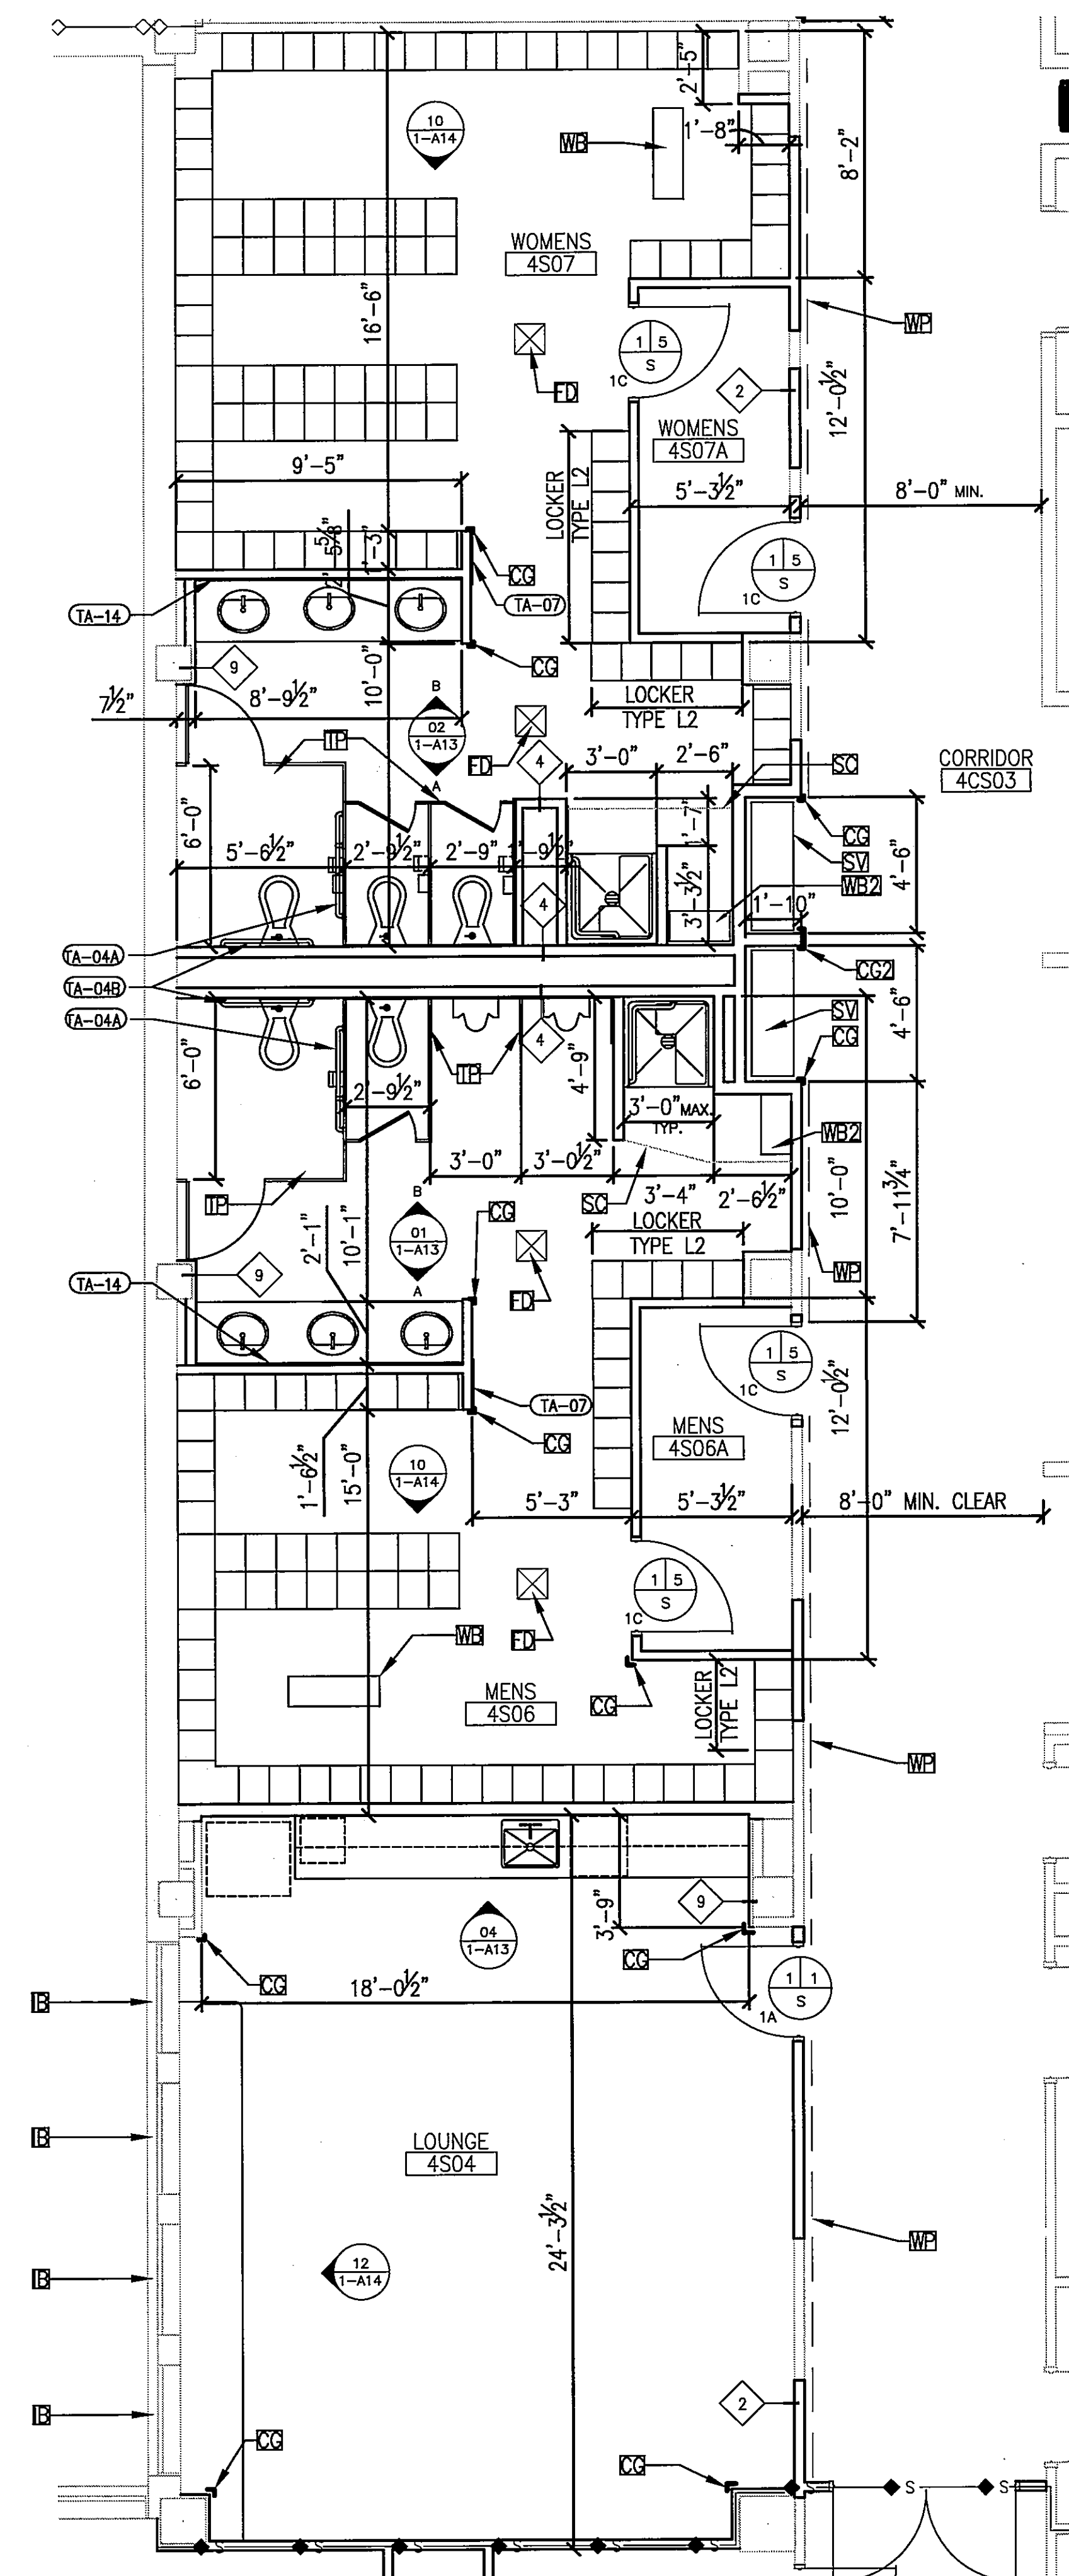 2'-5"
10
1-A14
WB
1'-8"
8'-2"
WOMENS
4S07
16'-6"
WP
1 5
S
1C
FD
2
12'-0½"
WOMENS
4S07A
9'-5"
LOCKER
TYPE L2
5'-3½"
8'-0" MIN.
2'-5⅝"
1'-3"
CG
1 5
S
1C
TA-14
TA-07
CG
9
7½"
8'-9½"
10'-0"
B
02
1-A13
A
LOCKER
TYPE L2
TP
FD
4
3'-0"
2'-6"
SC
CORRIDOR
4CS03
6'-0"
5'-6½"
2'-9½"
2'-9"
1'-9½"
1'-7"
3'-3½"
CG
SV
WB2
4'-6"
1'-10"
4
TA-04A
TA-04B
TA-04A
CG2
SV
CG
4'-6"
6'-0"
4
TP
4'-9"
2'-9½"
3'-0" MAX.
TYP.
WB2
3'-0"
3'-0½"
3'-4"
2'-6½"
10'-0"
7'-11¾"
TP
SC
B
01
1-A13
A
CG
LOCKER
TYPE L2
2'-1"
10'-1"
FD
WP
9
TA-14
1 5
S
1C
TA-07
CG
12'-0½"
MENS
4S06A
10
1-A14
1'-6½"
15'-0"
5'-3"
5'-3½"
8'-0" MIN. CLEAR
1 5
S
1C
FD
WB
MENS
4S06
CG
LOCKER
TYPE L2
WP
9
3'-9"
04
1-A13
CG
CG
18'-0½"
1 1
S
1A
IB
IB
LOUNGE
4S04
24'-3½"
WP
12
1-A14
IB
2
IB
CG
CG
S
S
S
S
S
S
S
S
S